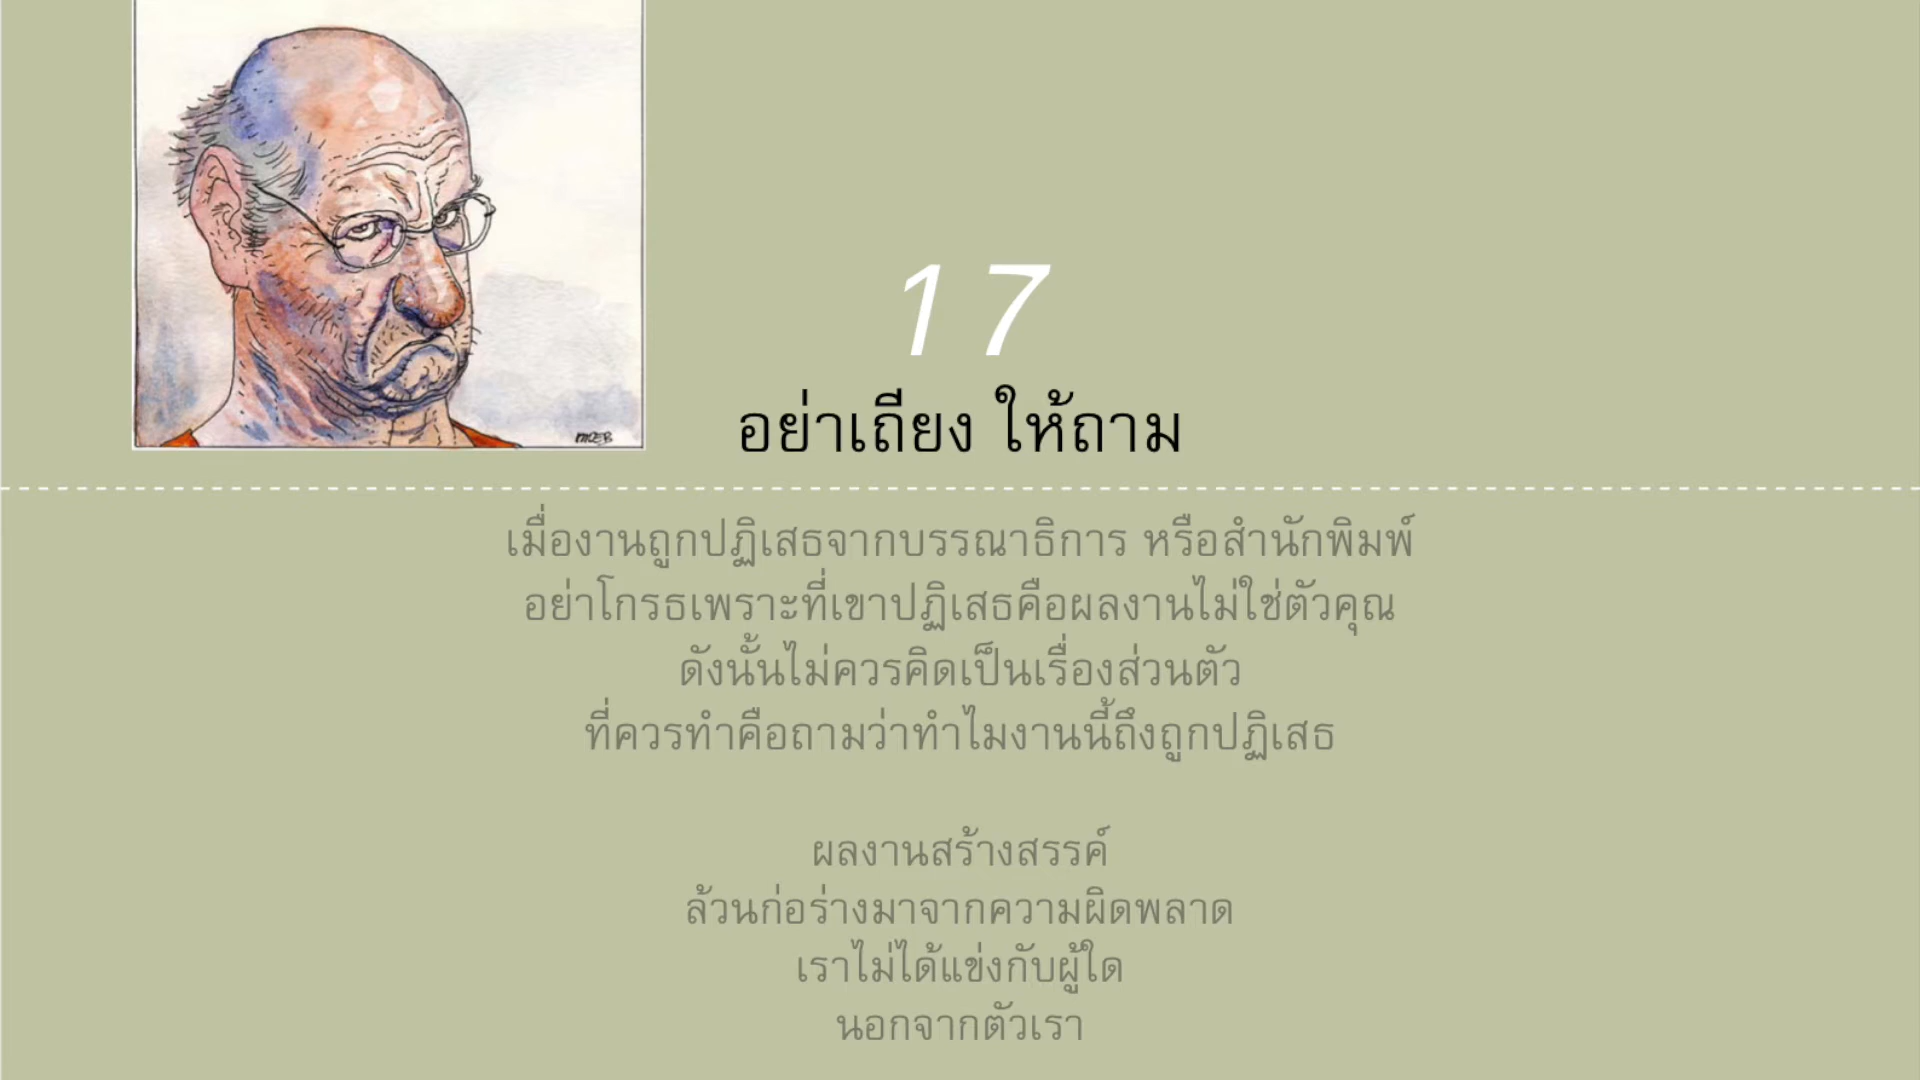 MOEB
17
อย่าเถียง ให้ถาม
เมื่องานถูกปฏิเสธจากบรรณาธิการ หรือสำนักพิมพ์
อย่าโกรธเพราะที่เขาปฏิเสธคือผลงานไม่ใช่ตัวคุณ
ดังนั้นไม่ควรคิดเป็นเรื่องส่วนตัว
ที่ควรทำคือถามว่าทำไมงานนี้ถึงถูกปฏิเสธ
ผลงานสร้างสรรค์
ล้วนก่อร่างมาจากความผิดพลาด
เราไม่ได้แข่งกับผู้ใด
นอกจากตัวเรา